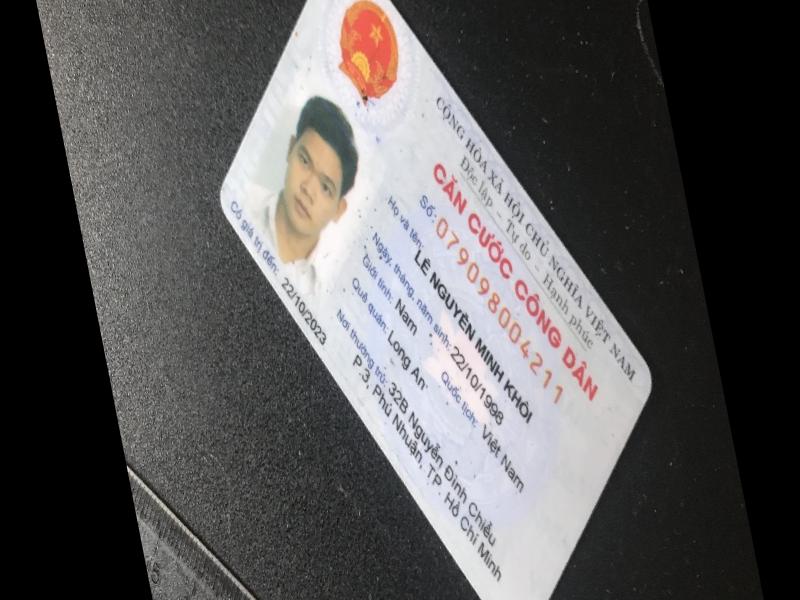 CỘNG HÒA XÃ HỘI CHỦ NGHĨA VIỆT NAM
Độc lập - Tự do - Hạnh phúc
CĂN CƯỚC CÔNG DÂN
Số: 079098004211
Họ và tên: LÊ NGUYỄN MINH KHÔI
Ngày, tháng, năm sinh: 22/10/1998
Giới tính: Nam Quốc tịch: Việt Nam
Quê quán: Long An
Nơi thường trú: 32B Nguyễn Đình Chiểu
P.3, Phú Nhuận, TP. Hồ Chí Minh
Có giá trị đến: 22/10/2023